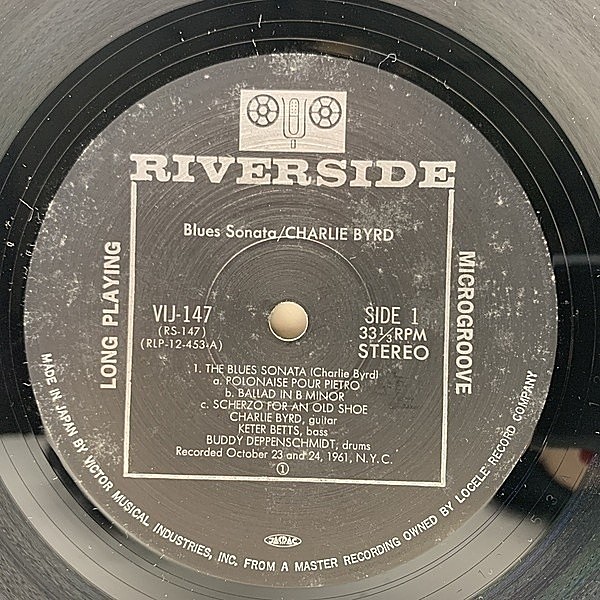 RIVERSIDE
Blues Sonata/CHARLIE BYRD
LONG PLAYING
MICROGROOVE
VIJ-147
(RS-147)
(RLP-12-453-A)
SIDE 1
33⅓RPM
STEREO
1. THE BLUES SONATA (Charlie Byrd)
a. POLONAISE POUR PIETRO
b. BALLAD IN B MINOR
c. SCHERZO FOR AN OLD SHOE
CHARLIE BYRD, guitar
KETER BETTS, bass
BUDDY DEPPENSCHMIDT, drums
Recorded October 23 and 24, 1961, N.Y.C.
①
JASRAC
MADE IN JAPAN BY VICTOR MUSICAL INDUSTRIES, INC. FROM A MASTER RECORDING OWNED BY LOCELE RECORD COMPANY